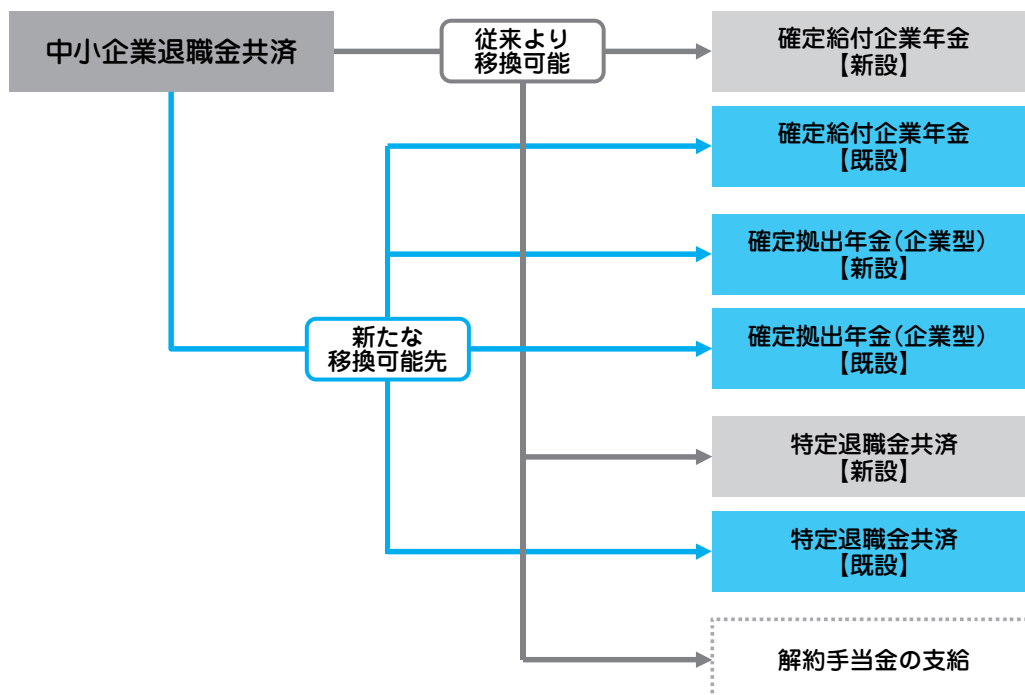 中小企業退職金共済
従来より
移換可能
確定給付企業年金
【新設】
確定給付企業年金
【既設】
確定拠出年金(企業型)
【新設】
新たな
移換可能先
確定拠出年金(企業型)
【既設】
特定退職金共済
【新設】
特定退職金共済
【既設】
解約手当金の支給